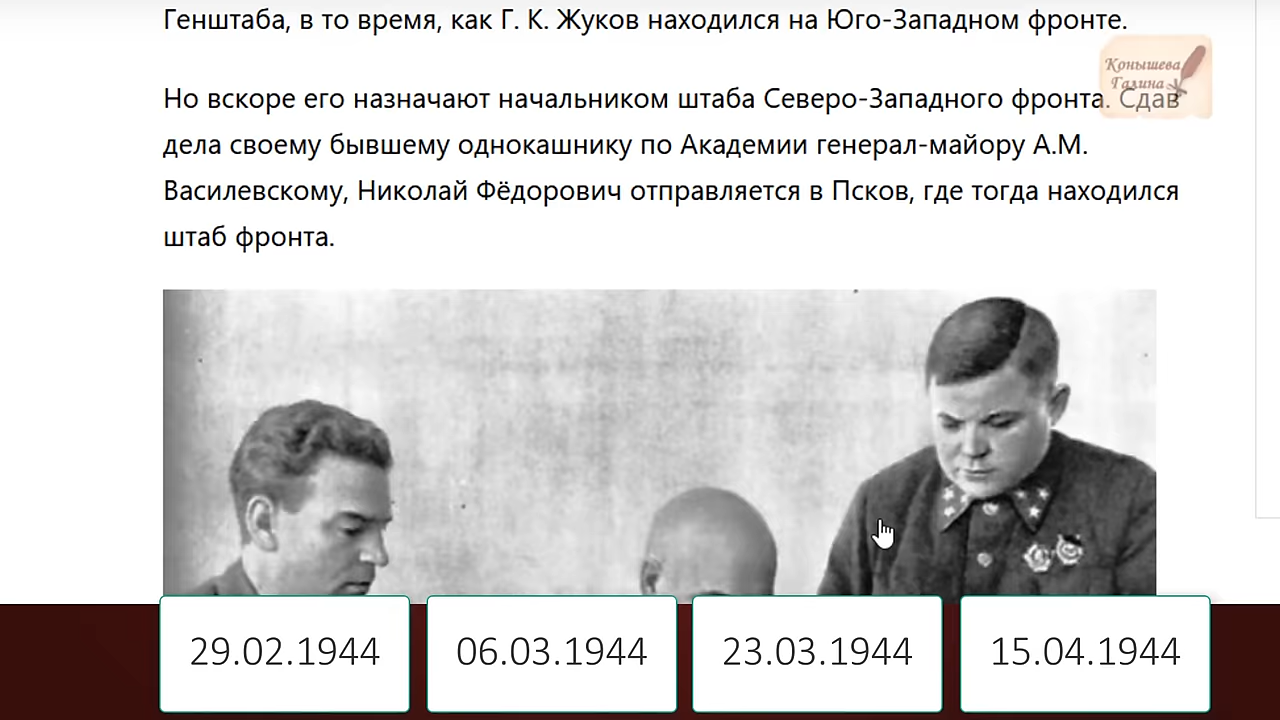 Генштаба, в то время, как Г. К. Жуков находился на Юго-Западном фронте.
Конышева
Галина
Но вскоре его назначают начальником штаба Северо-Западного фронта. Сдав
дела своему бывшему однокашнику по Академии генерал-майору А.М.
Василевскому, Николай Фёдорович отправляется в Псков, где тогда находился
штаб фронта.
29.02.1944
06.03.1944
23.03.1944
15.04.1944